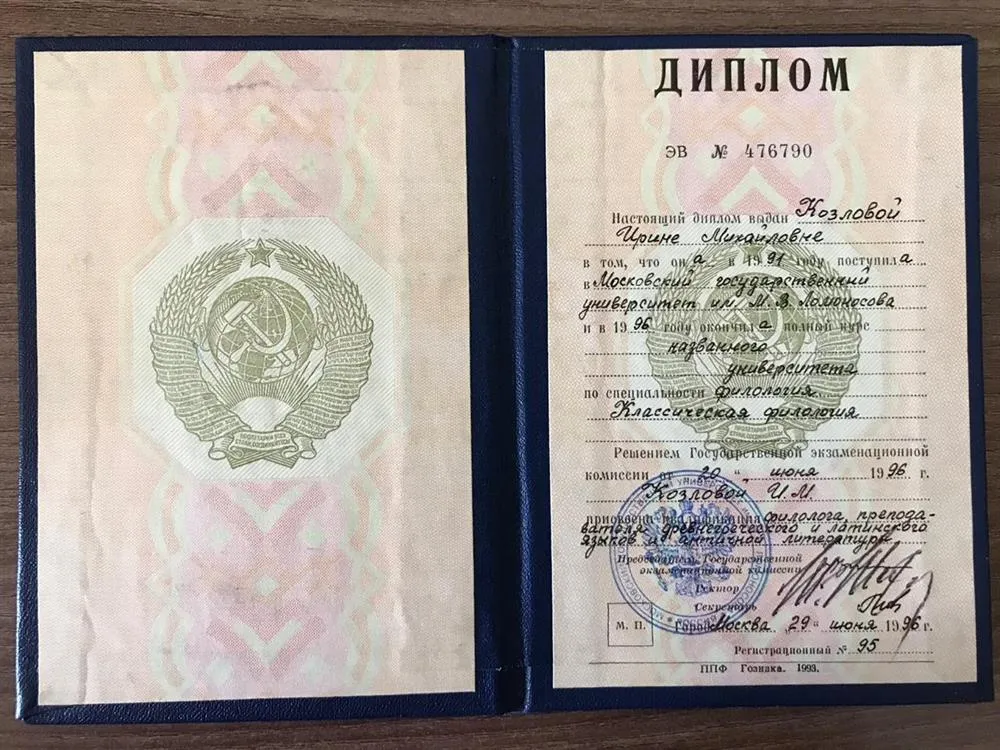 ДИПЛОМ
ЭВ № 476790
Настоящий диплом выдан Козловой
Ирине Михайловне
в том, что она в 1991 году поступила
в Московский государственный
университет им. М. В. Ломоносова
и в 1996 году окончила полный курс
названного
университета
по специальности филология
Классическая филология
Решением Государственной экзаменационной
комиссии от 20 " июня 1996 г.
Козловой И. М.
присвоена квалификация филолога, препода-
вателя древнегреческого и латинского
языков и античной литературы
Председатель Государственной
экзаменационной комиссии
Ректор
Секретарь
М. П.
Город Москва „ 29 " июня 1996 г.
Регистрационный № 95
ППФ Гознака. 1993.